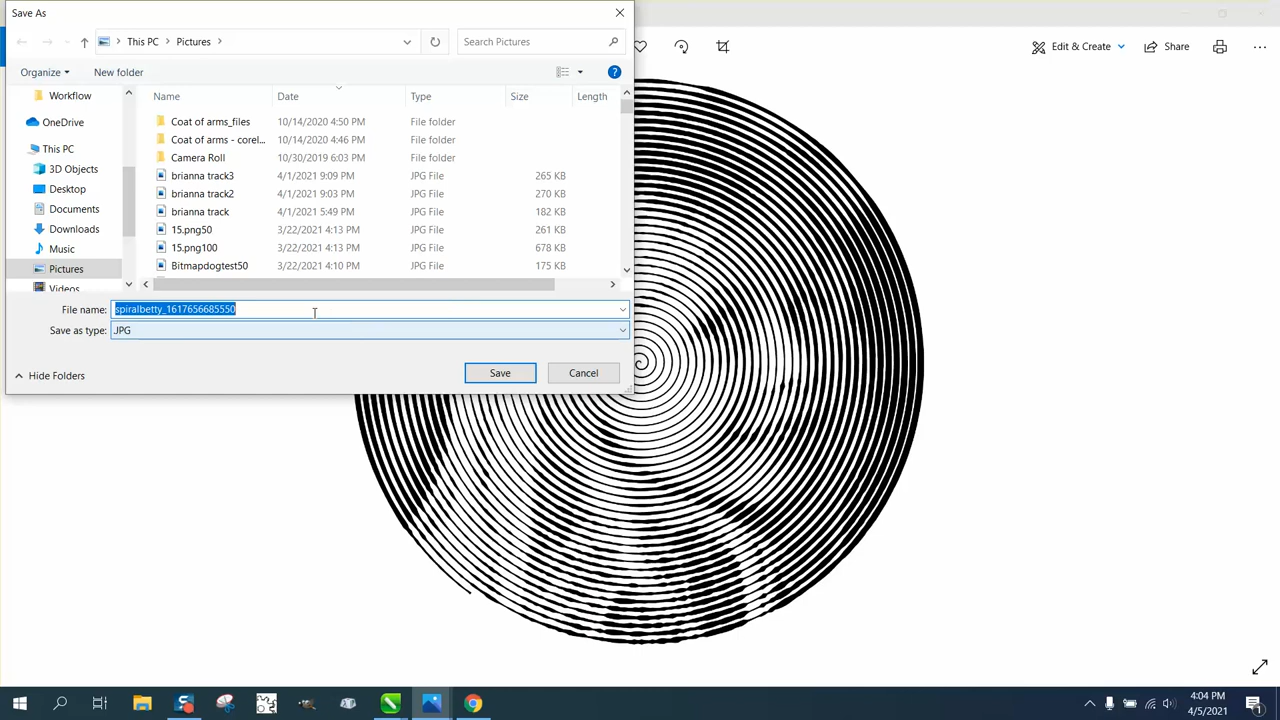 Save As
This PC
Pictures
Search Pictures
Edit & Create
Share
Organize
New folder
Name Date Type Size Length
Workflow
OneDrive
This PC
3D Objects
Desktop
Documents
Downloads
Music
Pictures
Videos
Coat of arms_files 10/14/2020 4:50 PM File folder
Coat of arms - corel... 10/14/2020 4:46 PM File folder
Camera Roll 10/30/2019 6:03 PM File folder
brianna track3 4/1/2021 9:09 PM JPG File 265 KB
brianna track2 4/1/2021 9:03 PM JPG File 270 KB
brianna track 4/1/2021 5:49 PM JPG File 182 KB
15.png50 3/22/2021 4:13 PM JPG File 261 KB
15.png100 3/22/2021 4:13 PM JPG File 678 KB
Bitmapdogtest50 3/22/2021 4:10 PM JPG File 175 KB
File name: spiralbetty_1617656685550
Save as type: .JPG
Hide Folders
Save
Cancel
4:04 PM
4/5/2021
1